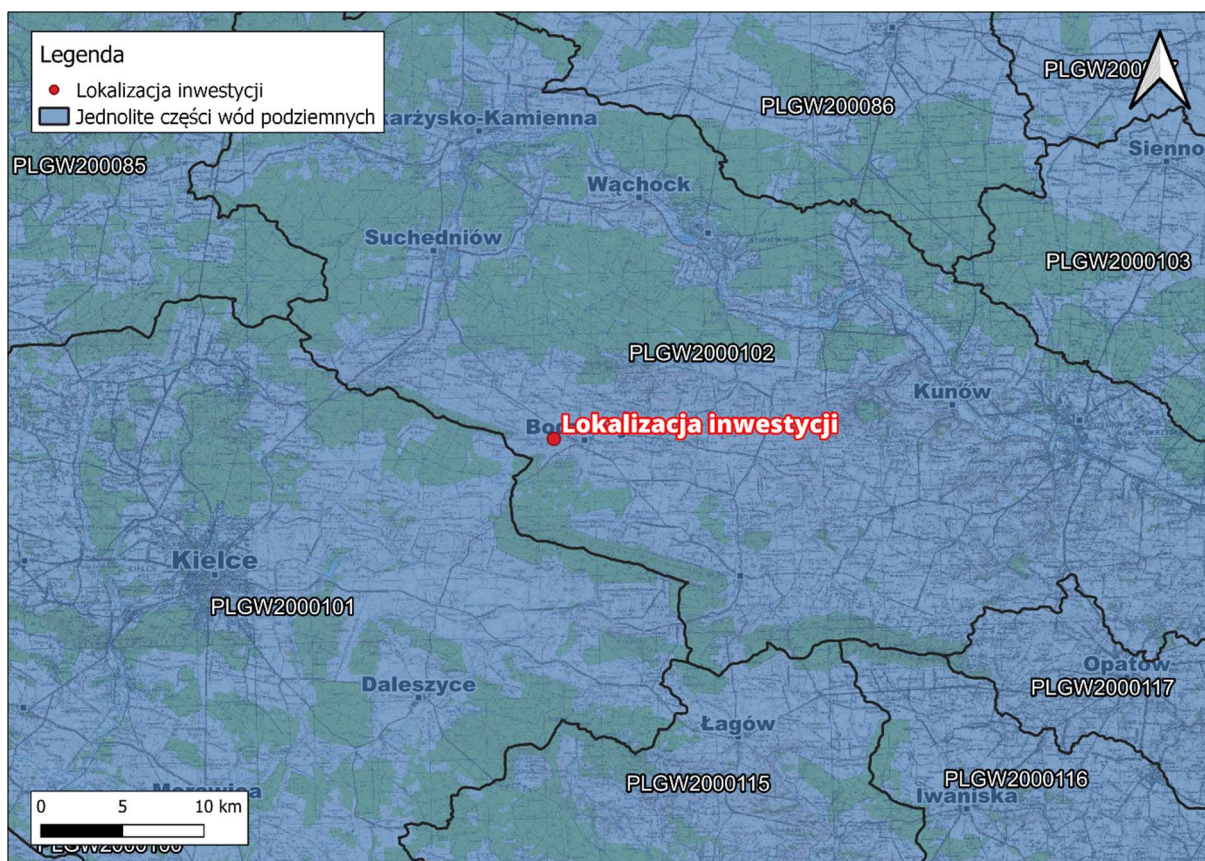 Legenda
Lokalizacja inwestycji
Jednolite części wód podziemnych
PLGW200086
Sienno
PLGW200085
Wąchock
Suchedniów
PLGW2000103
PLGW2000102
Kunów
Lokalizacja inwestycji
Kielce
KIELCE
PLGW2000101
Opatów
PLGW2000117
Daleszyce
Łagów
PLGW2000115
PLGW2000116
Iwaniska
0 5 10 km